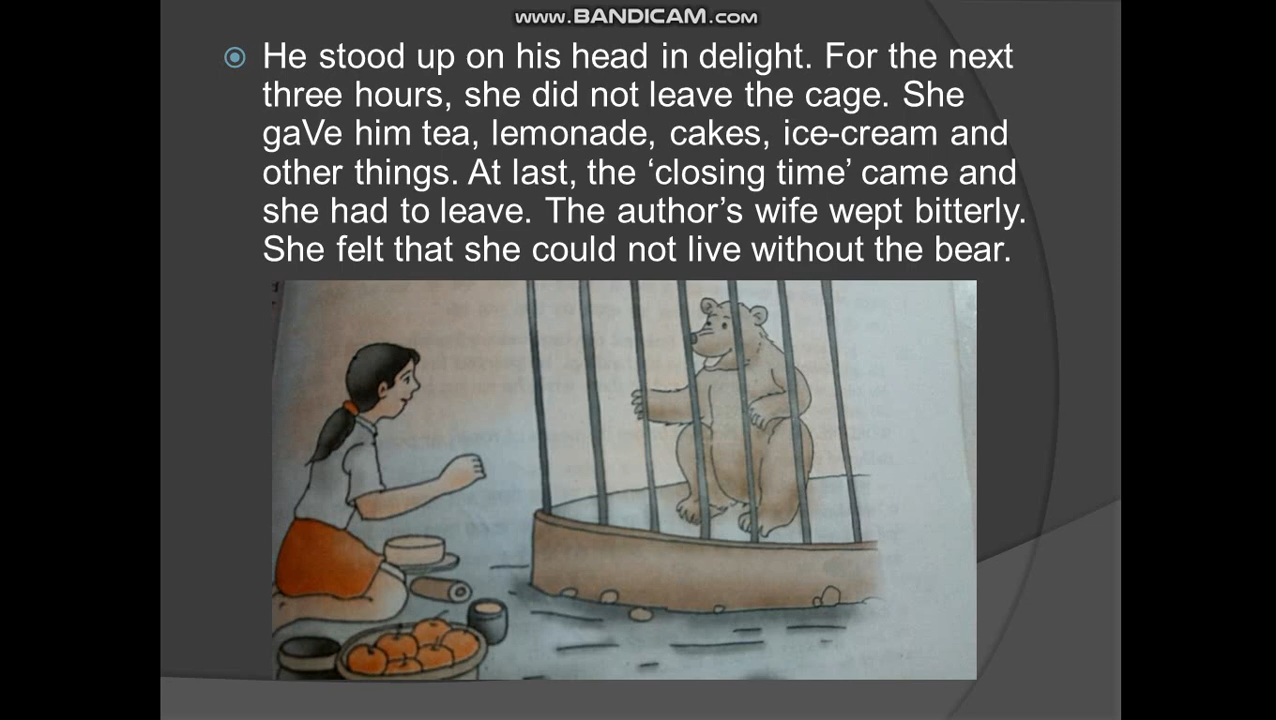 www.BANDICAM.com
He stood up on his head in delight. For the next
three hours, she did not leave the cage. She
gaVe him tea, lemonade, cakes, ice-cream and
other things. At last, the ‘closing time’ came and
she had to leave. The author’s wife wept bitterly.
She felt that she could not live without the bear.